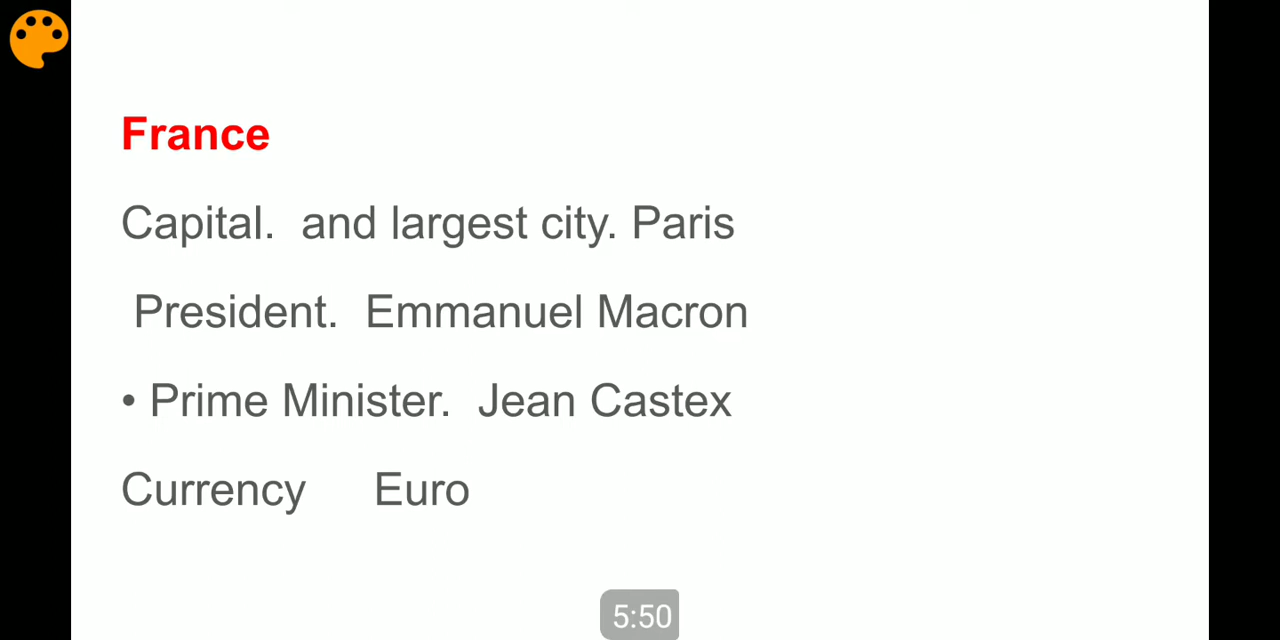 France
Capital.  and largest city. Paris
President.  Emmanuel Macron
• Prime Minister.  Jean Castex
Currency     Euro
5:50